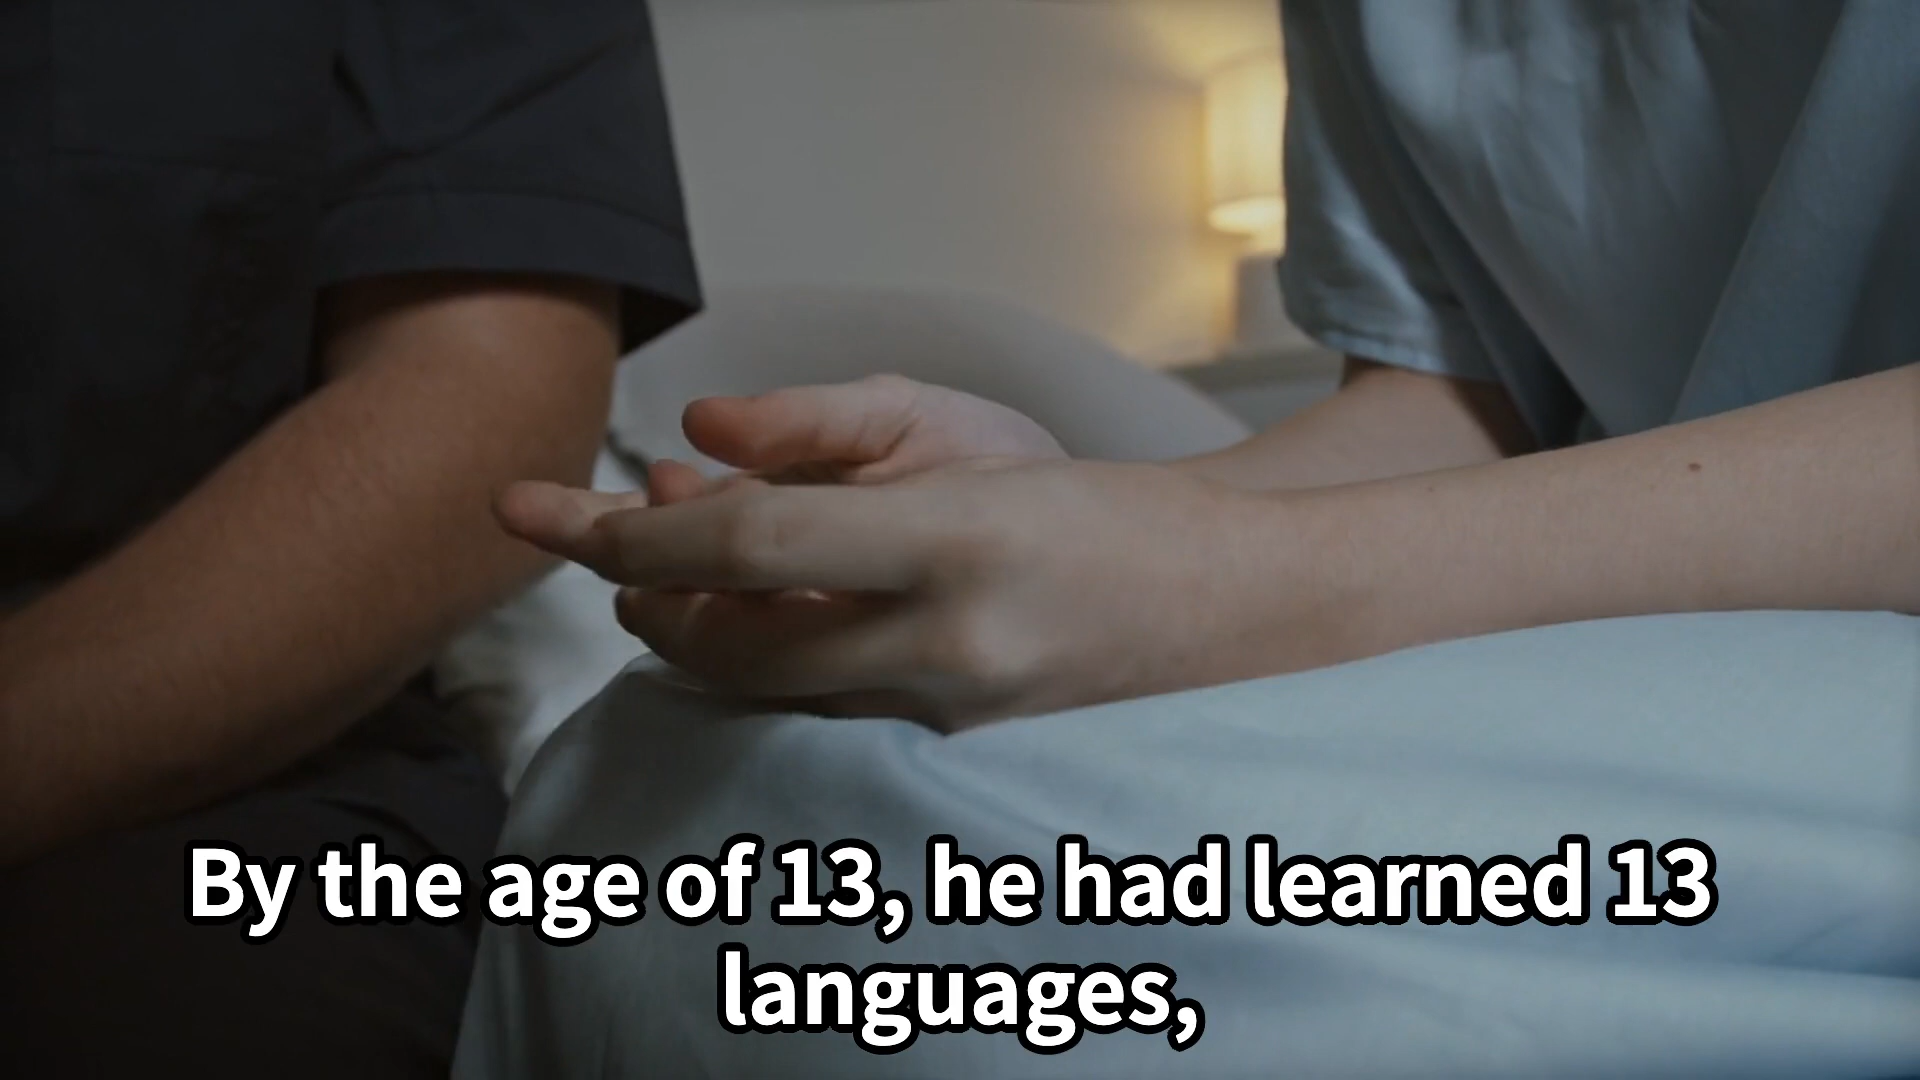 By the age of 13, he had learned 13
languages,